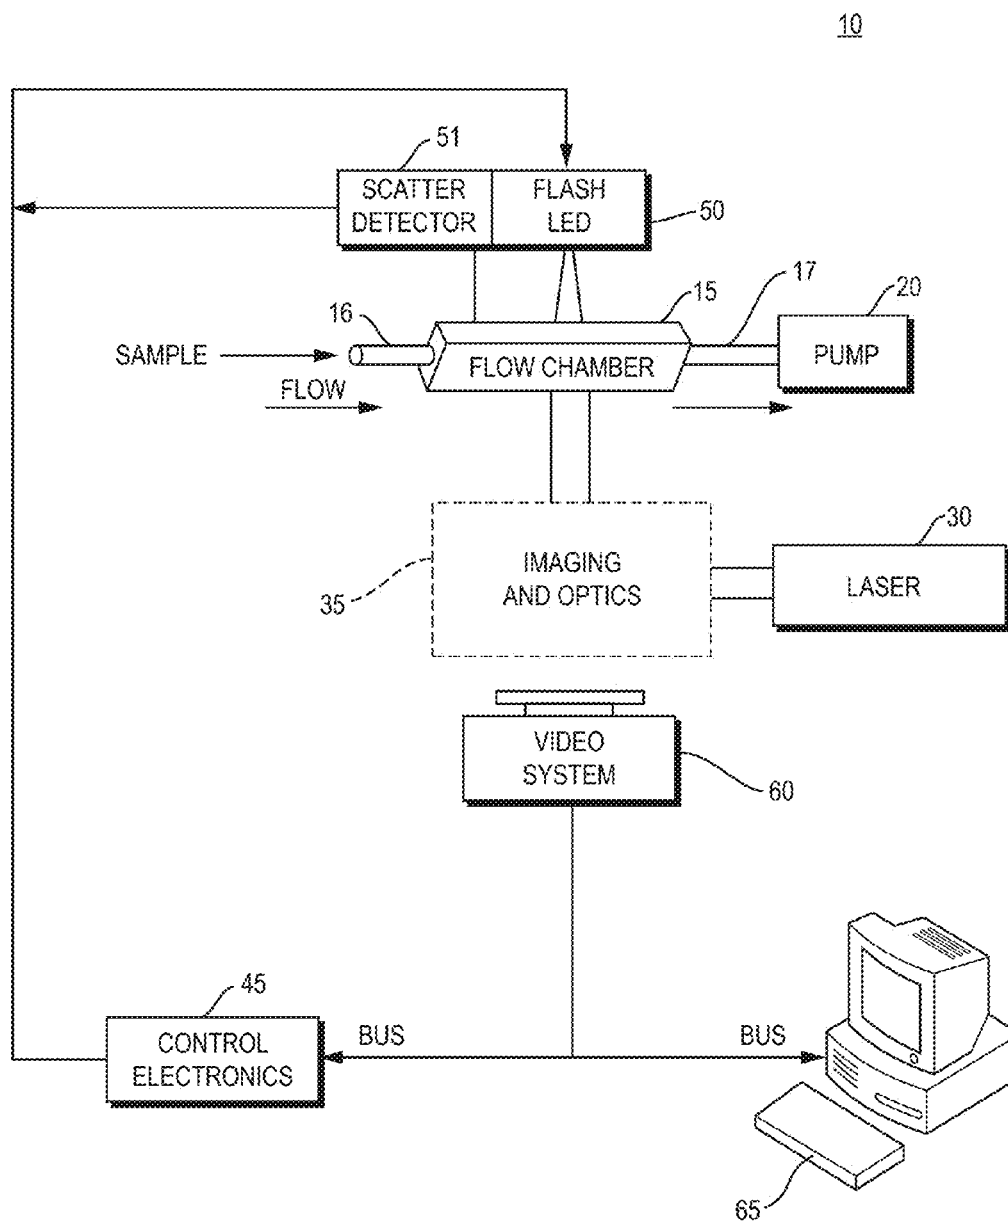 10
51
SCATTER
DETECTOR
FLASH
LED
50
15
17
20
16
SAMPLE
FLOW CHAMBER
PUMP
FLOW
30
IMAGING
AND OPTICS
LASER
35
VIDEO
SYSTEM
60
45
CONTROL
ELECTRONICS
BUS
BUS
65